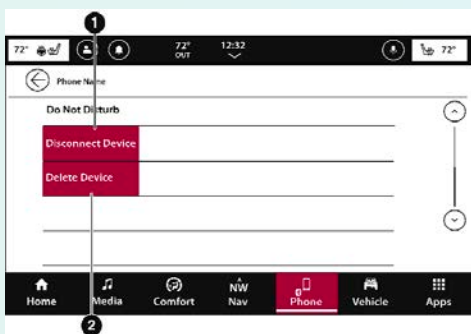 1
72° 72° OUT 12:32 72°
Phone Name
Do Not Disturb
Disconnect Device
Delete Device
Home Media Comfort NW Nav Phone Vehicle Apps
2